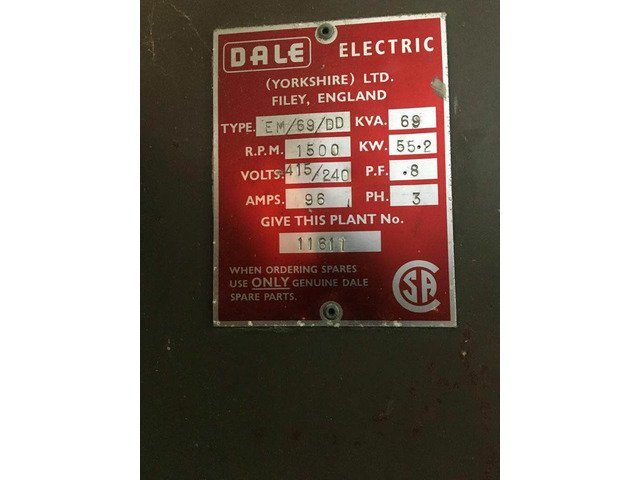 DALE ELECTRIC
(YORKSHIRE) LTD.
FILEY, ENGLAND
TYPE. EM/69/DD KVA. 69
R.P.M. 1500 KW. 55.2
VOLTS. 415/240 P.F. .8
AMPS. 96 PH. 3
GIVE THIS PLANT No.
11611
WHEN ORDERING SPARES
USE ONLY GENUINE DALE
SPARE PARTS.
CSA